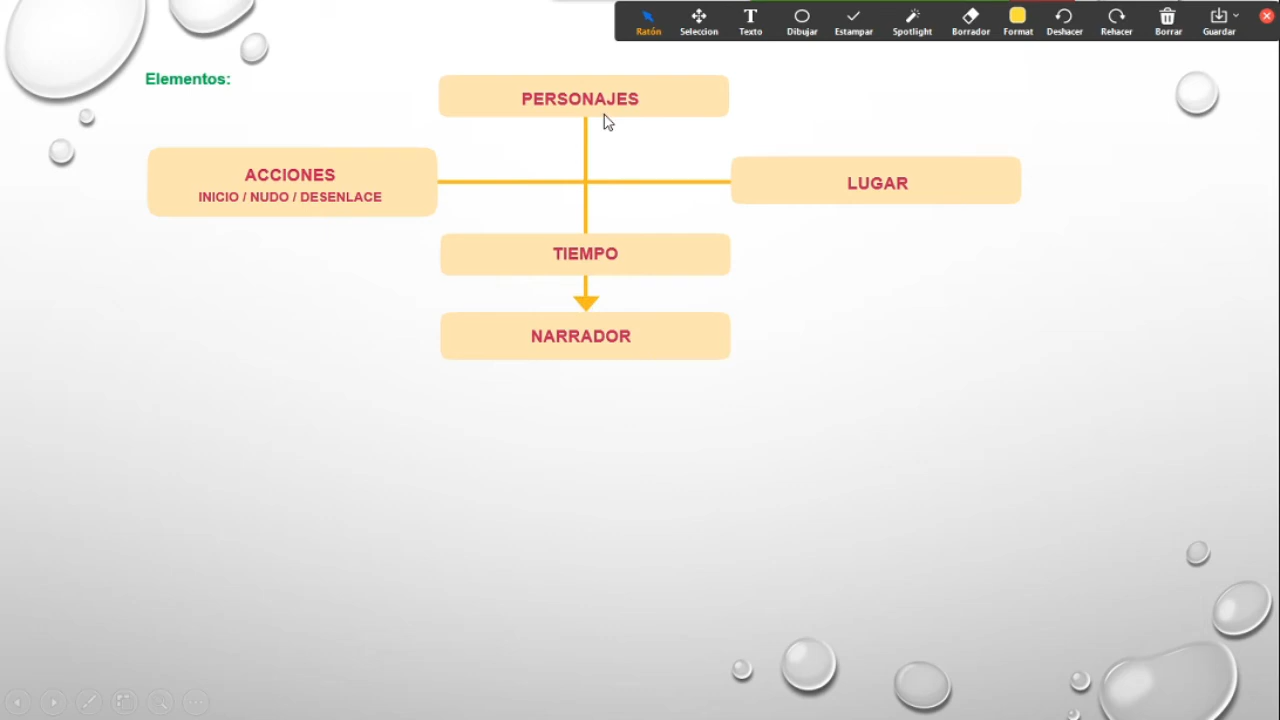 Ratón Seleccion Texto Dibujar Estampar Spotlight Borrador Format Deshacer Rehacer Borrar Guardar
Elementos:
PERSONAJES
ACCIONES
INICIO / NUDO / DESENLACE
LUGAR
TIEMPO
NARRADOR